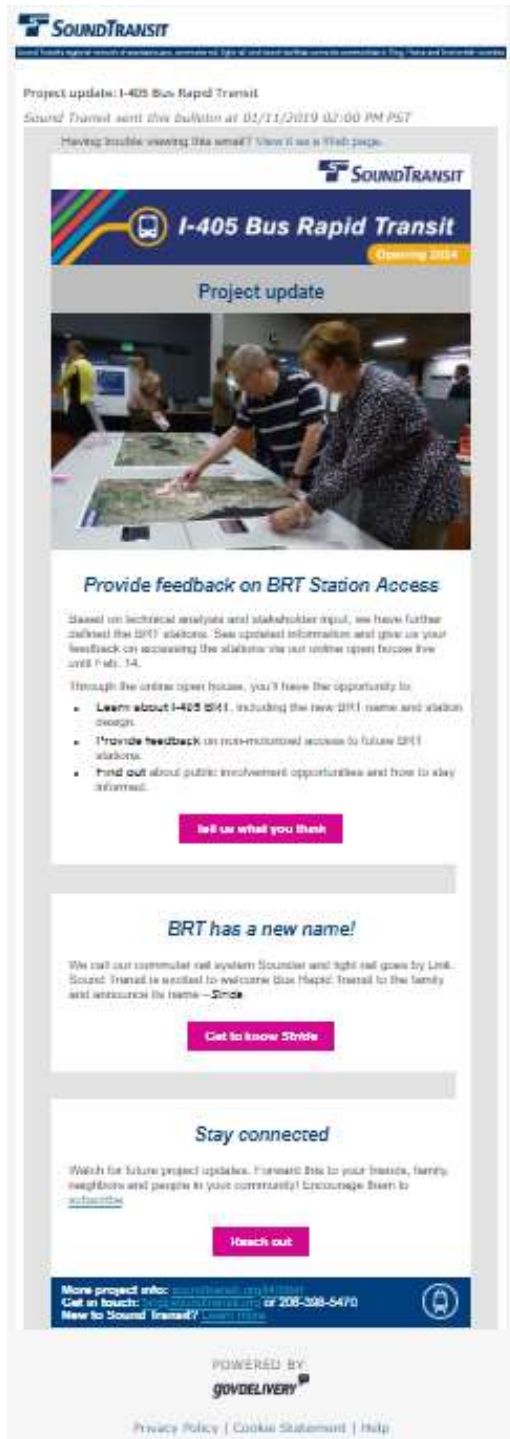 SOUNDTRANSIT
Project update: I-405 Bus Rapid Transit
Sound Transit sent this bulletin at 01/11/2019 02:00 PM PST
Having trouble viewing this email? View it as a Web page.
SOUNDTRANSIT
I-405 Bus Rapid Transit
Opening 2024
Project update
Provide feedback on BRT Station Access
Based on technical analysis and stakeholder input, we have further
defined the BRT stations. See updated information and give us your
feedback on accessing the stations via our online open house live
until Feb. 14.
Through the online open house, you'll have the opportunity to:
Learn about I-405 BRT, including the new BRT name and station
design.
Provide feedback on non-motorized access to future BRT
stations.
Find out about public involvement opportunities and how to stay
informed.
Tell us what you think
BRT has a new name!
We call our commuter rail system Sounder and light rail goes by Link.
Sound Transit is excited to welcome Bus Rapid Transit to the family
and announce its name – Stride
Get to know Stride
Stay connected
Watch for future project updates. Forward this to your friends, family,
neighbors and people in your community! Encourage them to
subscribe.
Reach out
More project info:
Get in touch: or 206-398-5470
New to Sound Transit? Learn more
POWERED BY
GOVDELIVERY
Privacy Policy | Cookie Statement | Help